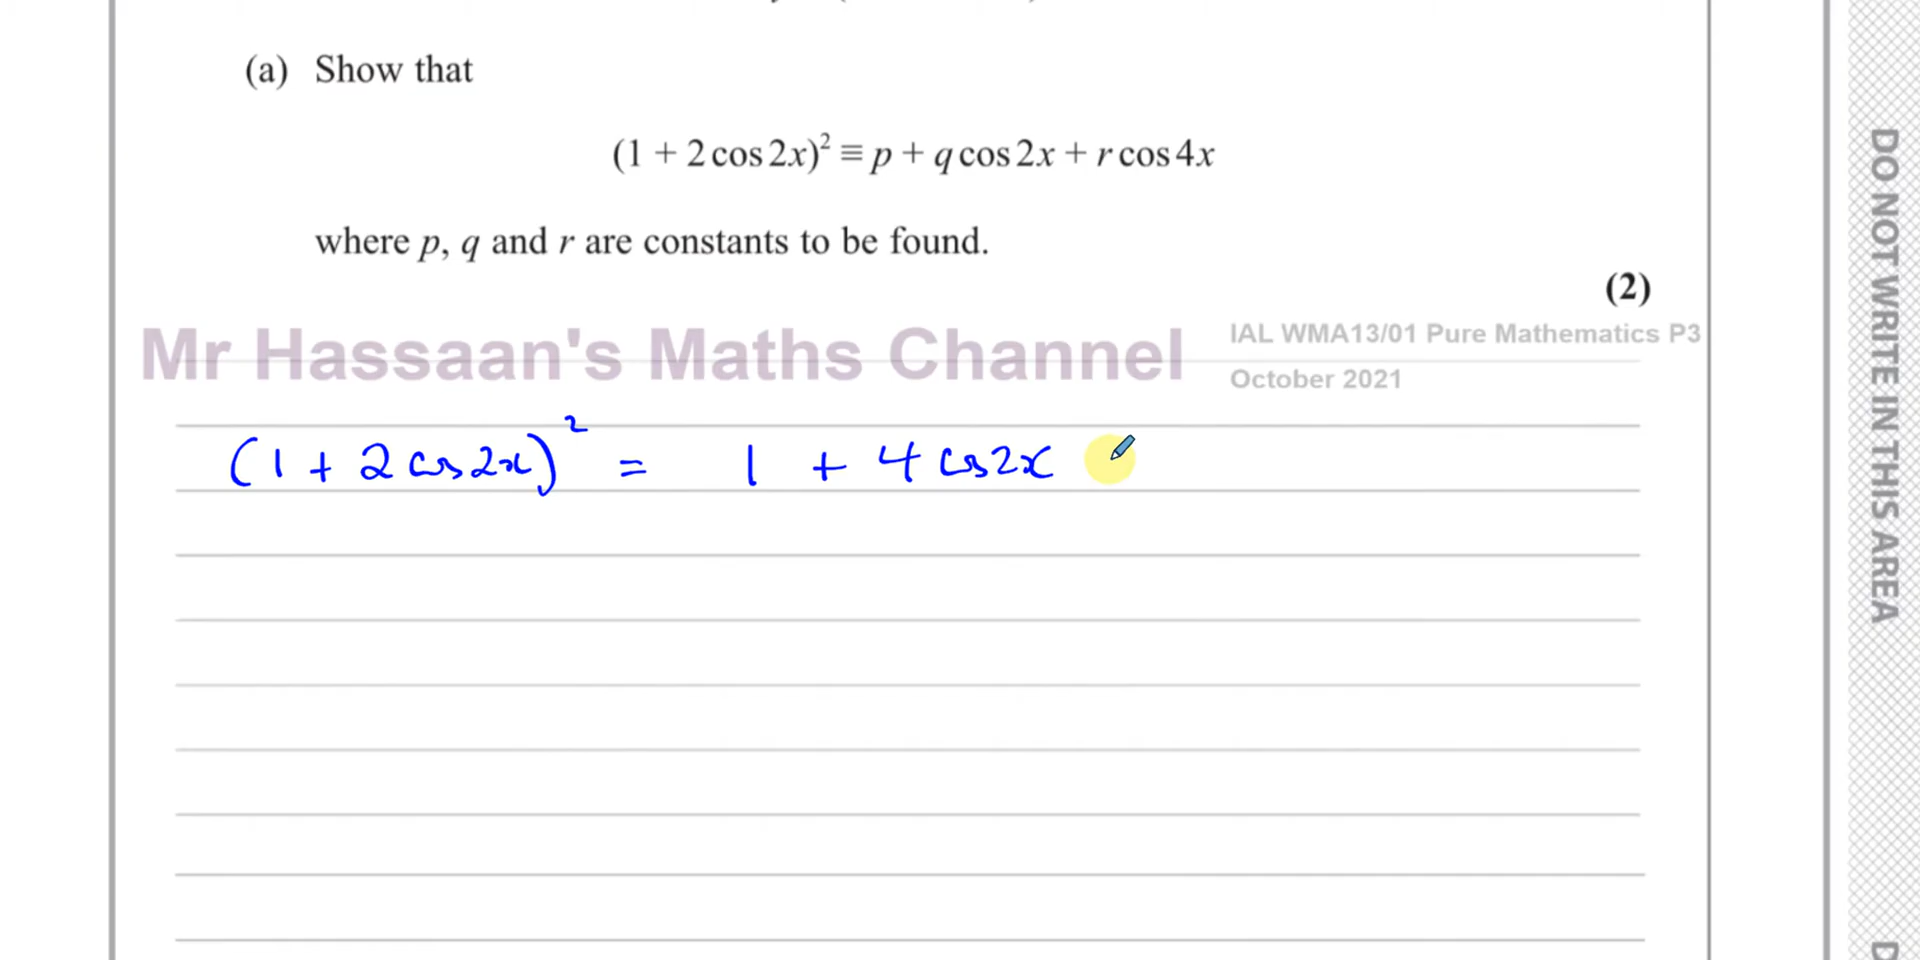 (a) Show that
(1 + 2 cos 2x)² ≡ p + q cos 2x + r cos 4x
where p, q and r are constants to be found.
(2)
Mr Hassaan's Maths Channel
IAL WMA13/01 Pure Mathematics P3
October 2021
(1 + 2 cos 2x)² = 1 + 4 cos 2x
DO NOT WRITE IN THIS AREA